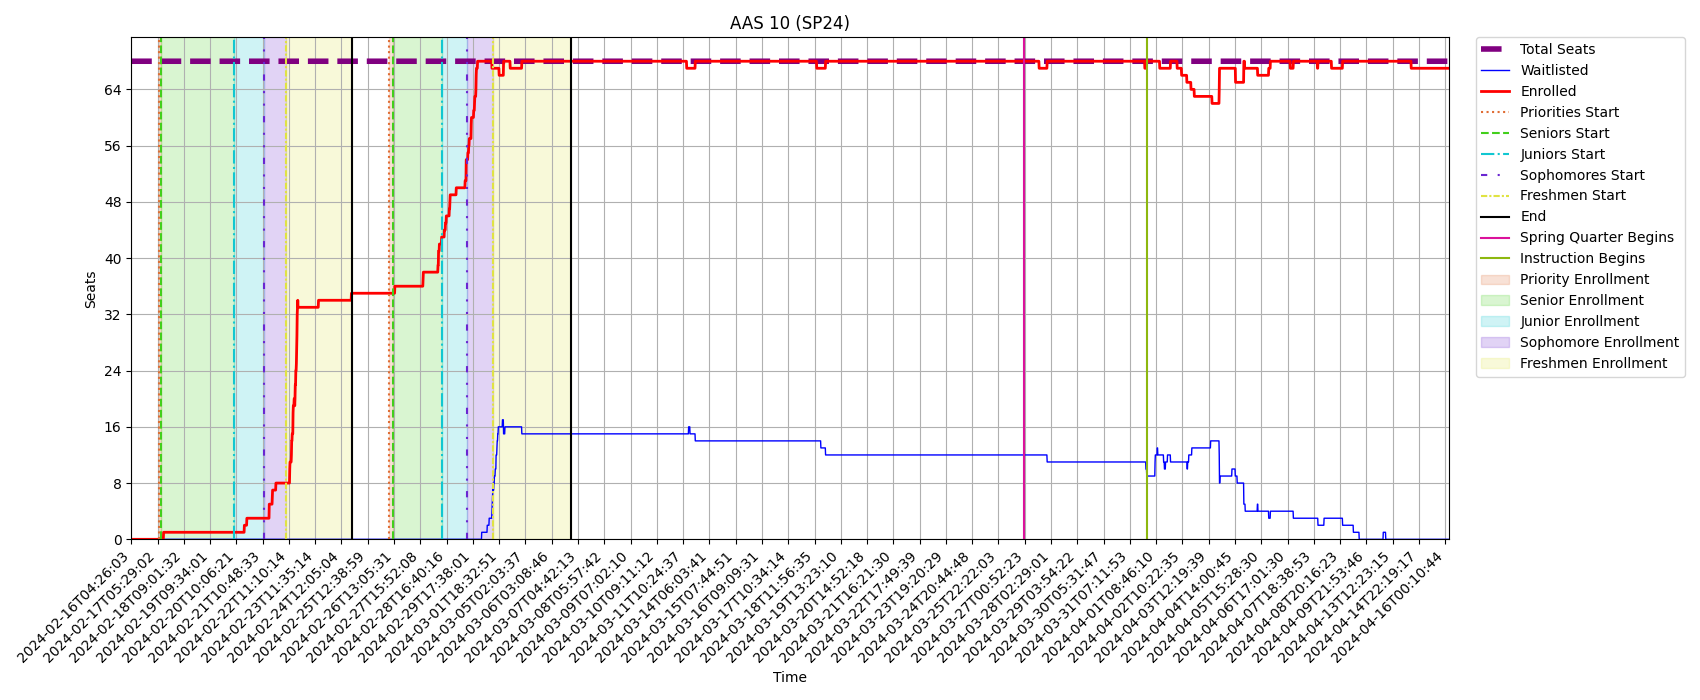 AAS 10 (SP24)
Seats
64
56
48
40
32
24
16
8
0
2024-02-16T04:26:03
2024-02-17T05:29:02
2024-02-18T09:01:32
2024-02-19T09:34:01
2024-02-20T10:06:21
2024-02-21T10:48:33
2024-02-22T11:10:14
2024-02-23T11:35:14
2024-02-24T12:05:04
2024-02-25T12:38:59
2024-02-26T13:05:31
2024-02-27T15:52:08
2024-02-28T16:40:16
2024-02-29T17:38:01
2024-03-01T18:32:51
2024-03-05T02:03:37
2024-03-06T03:08:46
2024-03-07T04:42:13
2024-03-08T05:57:42
2024-03-09T07:02:10
2024-03-10T09:11:12
2024-03-11T10:24:37
2024-03-14T06:03:41
2024-03-15T07:44:51
2024-03-16T09:09:31
2024-03-17T10:34:14
2024-03-18T11:56:35
2024-03-19T13:23:10
2024-03-20T14:52:18
2024-03-21T16:21:30
2024-03-22T17:49:39
2024-03-23T19:20:29
2024-03-24T20:44:48
2024-03-25T22:22:03
2024-03-27T00:52:23
2024-03-28T02:29:01
2024-03-29T03:54:22
2024-03-30T05:31:47
2024-03-31T07:11:53
2024-04-01T08:46:10
2024-04-02T10:22:35
2024-04-03T12:19:39
2024-04-04T14:00:45
2024-04-05T15:28:30
2024-04-06T17:01:30
2024-04-07T18:38:53
2024-04-08T20:16:23
2024-04-09T21:53:46
2024-04-13T12:23:15
2024-04-14T22:19:17
2024-04-16T00:10:44
Time
Total Seats
Waitlisted
Enrolled
Priorities Start
Seniors Start
Juniors Start
Sophomores Start
Freshmen Start
End
Spring Quarter Begins
Instruction Begins
Priority Enrollment
Senior Enrollment
Junior Enrollment
Sophomore Enrollment
Freshmen Enrollment